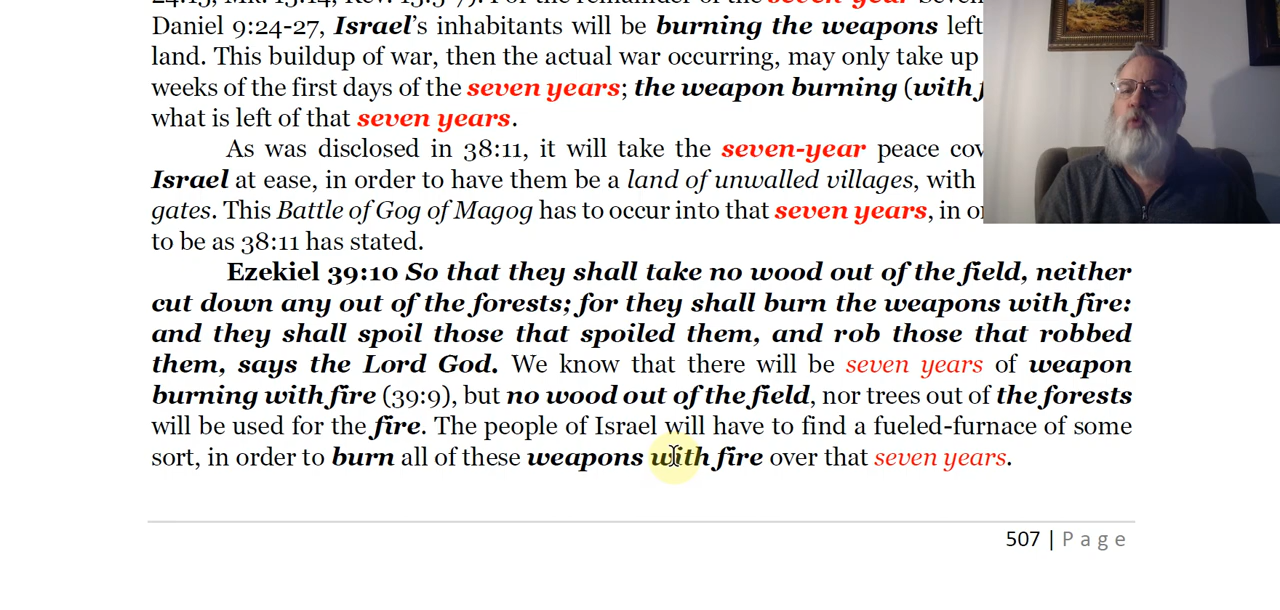 Daniel 9:24-27, Israel's inhabitants will be burning the weapons left
land. This buildup of war, then the actual war occurring, may only take up
weeks of the first days of the seven years; the weapon burning (with
what is left of that seven years.
As was disclosed in 38:11, it will take the seven-year peace
Israel at ease, in order to have them be a land of unwalled villages, with
gates. This Battle of Gog of Magog has to occur into that seven years, in
to be as 38:11 has stated.
Ezekiel 39:10 So that they shall take no wood out of the field, neither
cut down any out of the forests; for they shall burn the weapons with fire:
and they shall spoil those that spoiled them, and rob those that robbed
them, says the Lord God. We know that there will be seven years of weapon
burning with fire (39:9), but no wood out of the field, nor trees out of the forests
will be used for the fire. The people of Israel will have to find a fueled-furnace of some
sort, in order to burn all of these weapons with fire over that seven years.
507 | Page